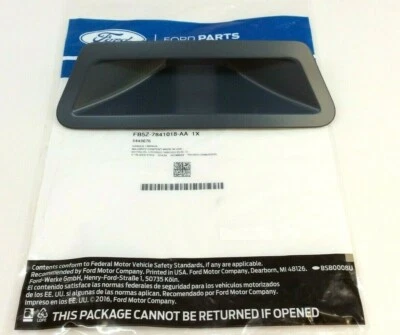 Ford
FORD PARTS
FB5Z-7841018-AA 1X
Contents conform to Federal Motor Vehicle Safety Standards, if any are applicable.
Recommended by Ford Motor Company. Printed in USA. Ford Motor Company, Dearborn, MI 48126.
Ford-Werke GmbH, Henry-Ford-Straße 1, 50735 Köln.
El contenido satisface las normas federales de seguridad para los vehículos motorizados
de los EE. UU. si algunas de las normas aplican. Recomendado por Ford Motor Company. Impreso
en los EE. UU. © 2016, Ford Motor Company.
THIS PACKAGE CANNOT BE RETURNED IF OPENED